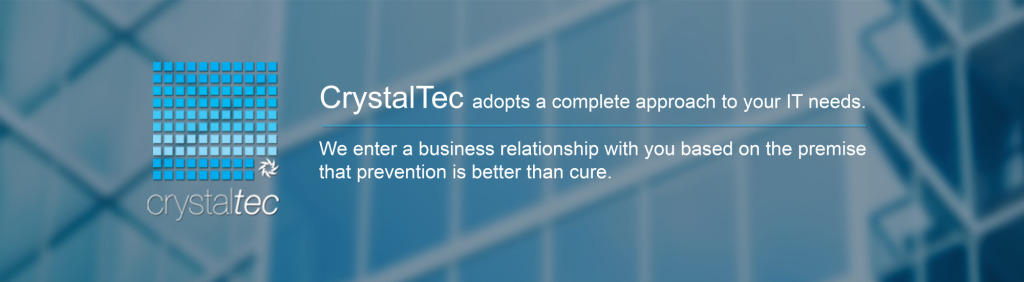 CrystalTec adopts a complete approach to your IT needs.
We enter a business relationship with you based on the premise
that prevention is better than cure.
crystaltec